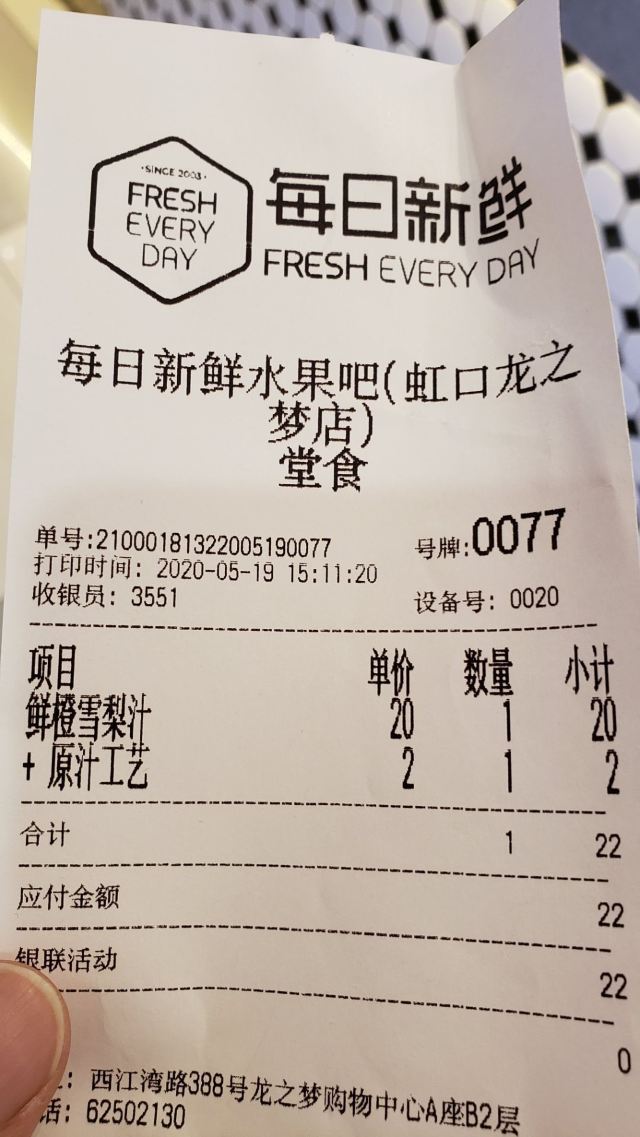 ·SINCE 2003·
FRESH
EVERY
DAY
每日新鲜
FRESH EVERY DAY
每日新鲜水果吧(虹口龙之
梦店)
堂食
单号:21000181322005190077 号牌:0077
打印时间: 2020-05-19 15:11:20
收银员: 3551 设备号: 0020
项目 单价 数量 小计
鲜橙雪梨汁 20 1 20
+ 原汁工艺 2 1 2
合计 1 22
应付金额 22
银联活动 22
0
: 西江湾路388号龙之梦购物中心A座B2层
话: 62502130